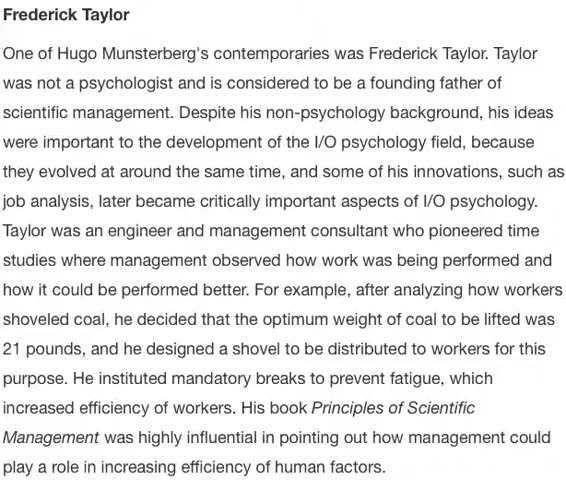 Frederick Taylor
One of Hugo Munsterberg's contemporaries was Frederick Taylor. Taylor
was not a psychologist and is considered to be a founding father of
scientific management. Despite his non-psychology background, his ideas
were important to the development of the I/O psychology field, because
they evolved at around the same time, and some of his innovations, such as
job analysis, later became critically important aspects of I/O psychology.
Taylor was an engineer and management consultant who pioneered time
studies where management observed how work was being performed and
how it could be performed better. For example, after analyzing how workers
shoveled coal, he decided that the optimum weight of coal to be lifted was
21 pounds, and he designed a shovel to be distributed to workers for this
purpose. He instituted mandatory breaks to prevent fatigue, which
increased efficiency of workers. His book Principles of Scientific
Management was highly influential in pointing out how management could
play a role in increasing efficiency of human factors.